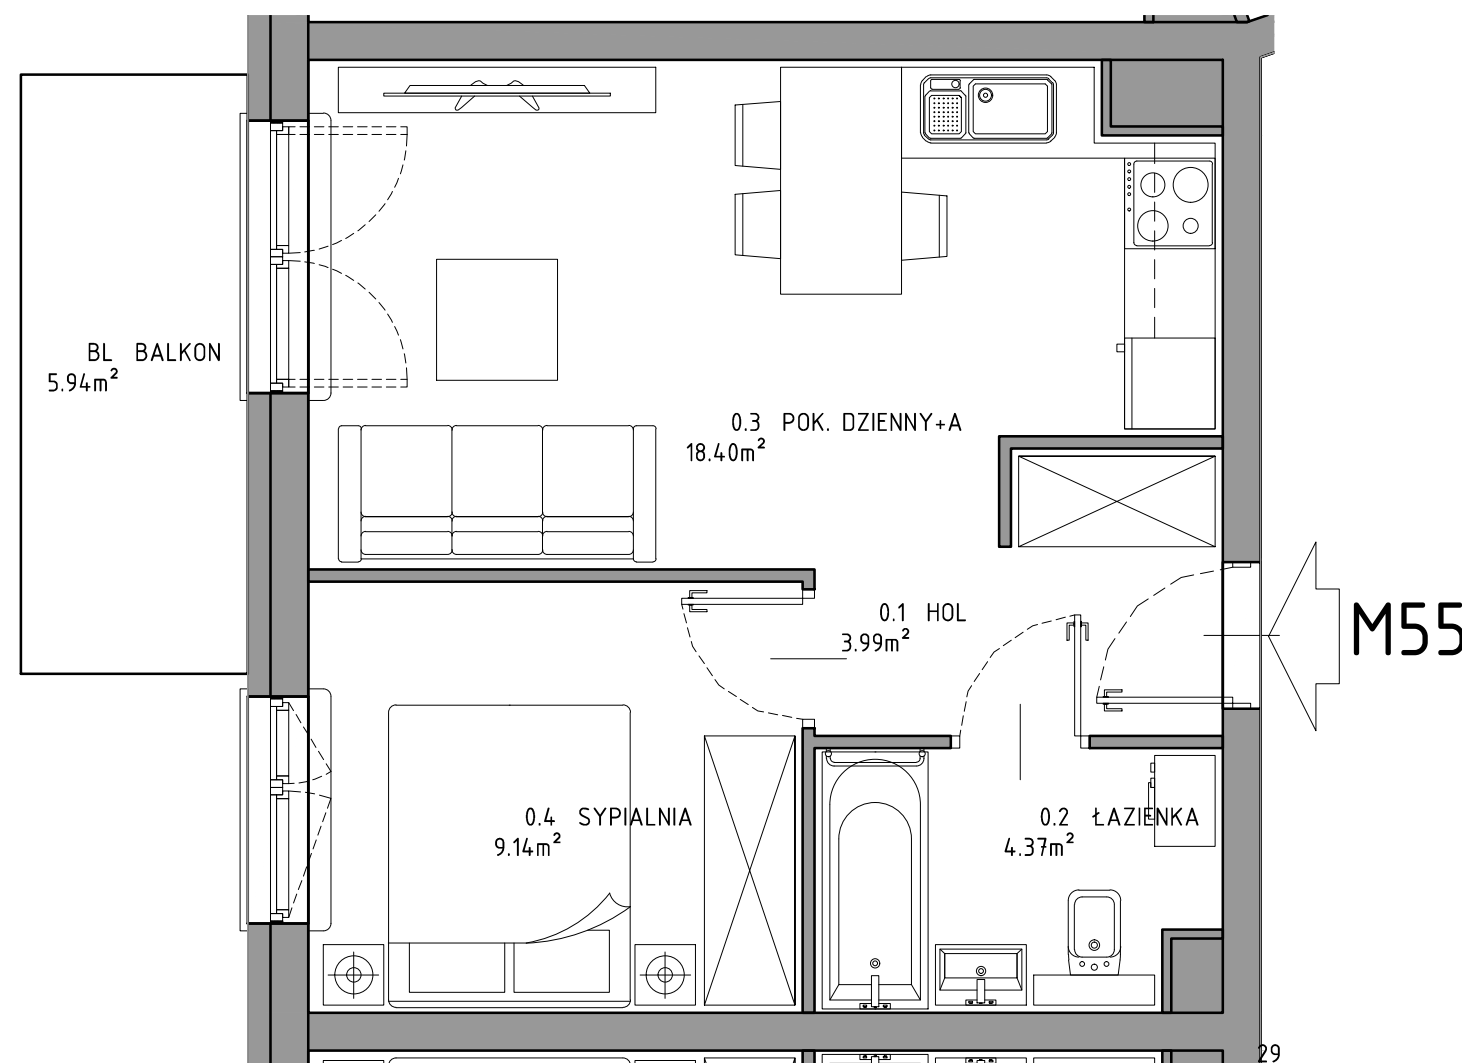 BL BALKON
5.94m²
0.3 POK. DZIENNY+A
18.40m²
0.1 HOL
3.99m²
M55
0.4 SYPIALNIA
9.14m²
0.2 ŁAZIENKA
4.37m²
29